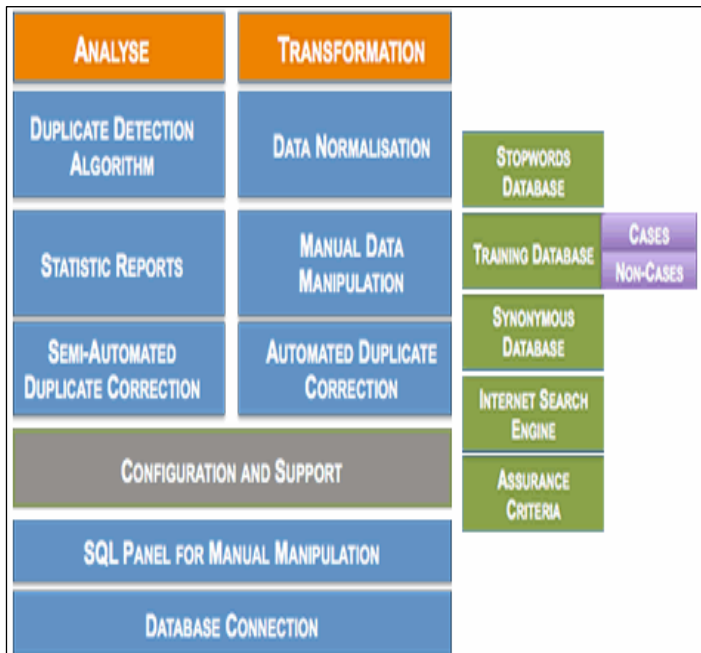 ANALYSE
TRANSFORMATION
DUPLICATE DETECTION
ALGORITHM
DATA NORMALISATION
STATISTIC REPORTS
MANUAL DATA
MANIPULATION
SEMI-AUTOMATED
DUPLICATE CORRECTION
AUTOMATED DUPLICATE
CORRECTION
CONFIGURATION AND SUPPORT
SQL PANEL FOR MANUAL MANIPULATION
DATABASE CONNECTION
STOPWORDS
DATABASE
TRAINING DATABASE
CASES
NON-CASES
SYNONYMOUS
DATABASE
INTERNET SEARCH
ENGINE
ASSURANCE
CRITERIA